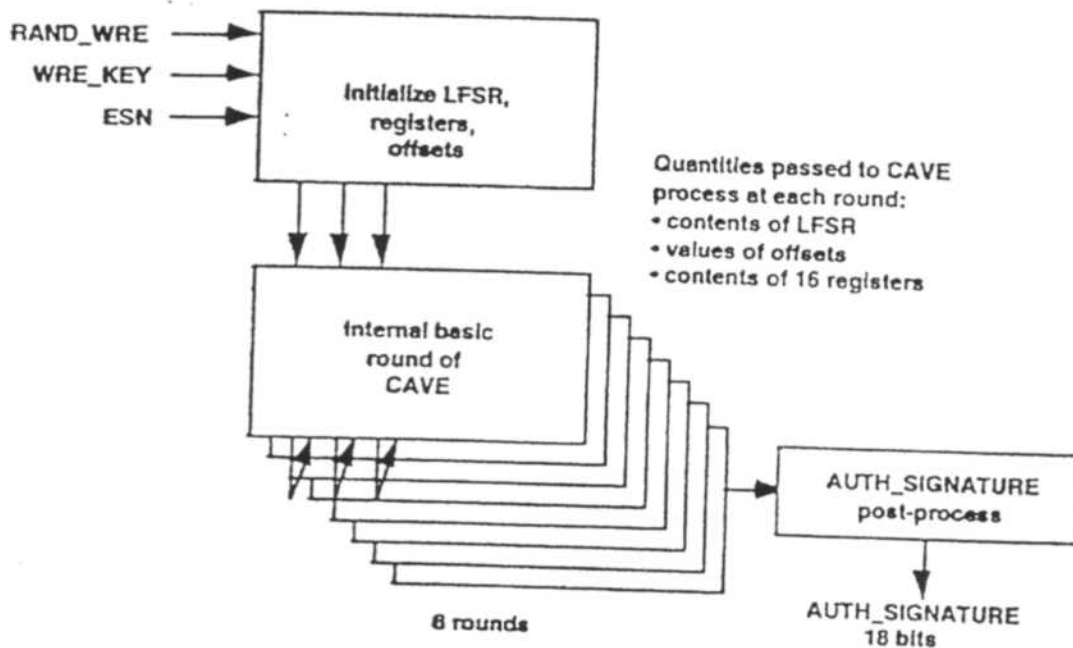 RAND_WRE
WRE_KEY
ESN
Initialize LFSR,
registers,
offsets
Quantities passed to CAVE
process at each round:
• contents of LFSR
• values of offsets
• contents of 16 registers
Internal basic
round of
CAVE
AUTH_SIGNATURE
post-process
8 rounds
AUTH_SIGNATURE
18 bits